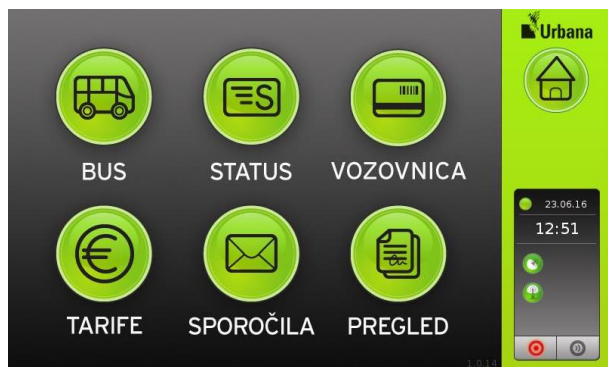 Urbana
BUS STATUS VOZOVNICA
23.06.16
12:51
TARIFE SPOROČILA PREGLED
1.0.14